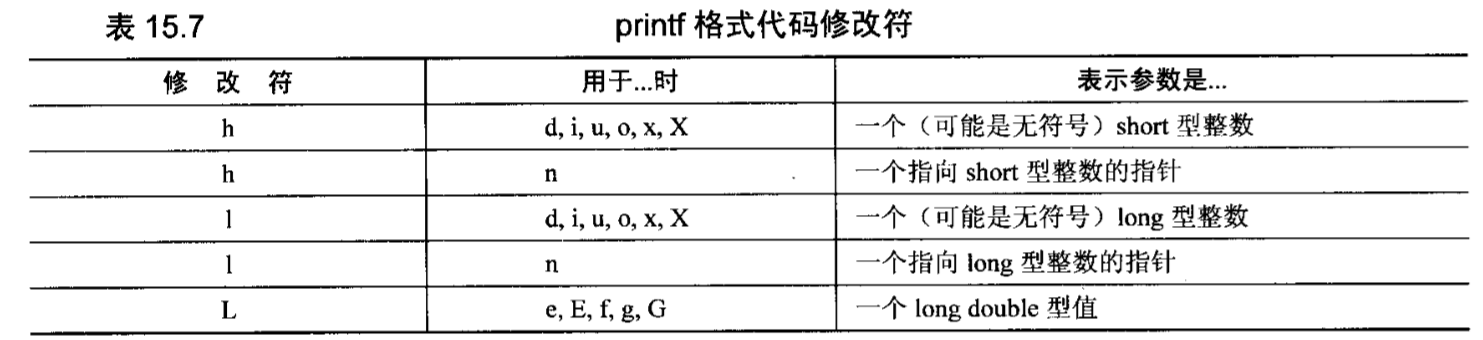 表 15.7 printf 格式代码修改符
修 改 符 用于...时 表示参数是...
h d, i, u, o, x, X 一个（可能是无符号）short 型整数
h n 一个指向 short 型整数的指针
l d, i, u, o, x, X 一个（可能是无符号）long 型整数
l n 一个指向 long 型整数的指针
L e, E, f, g, G 一个 long double 型值